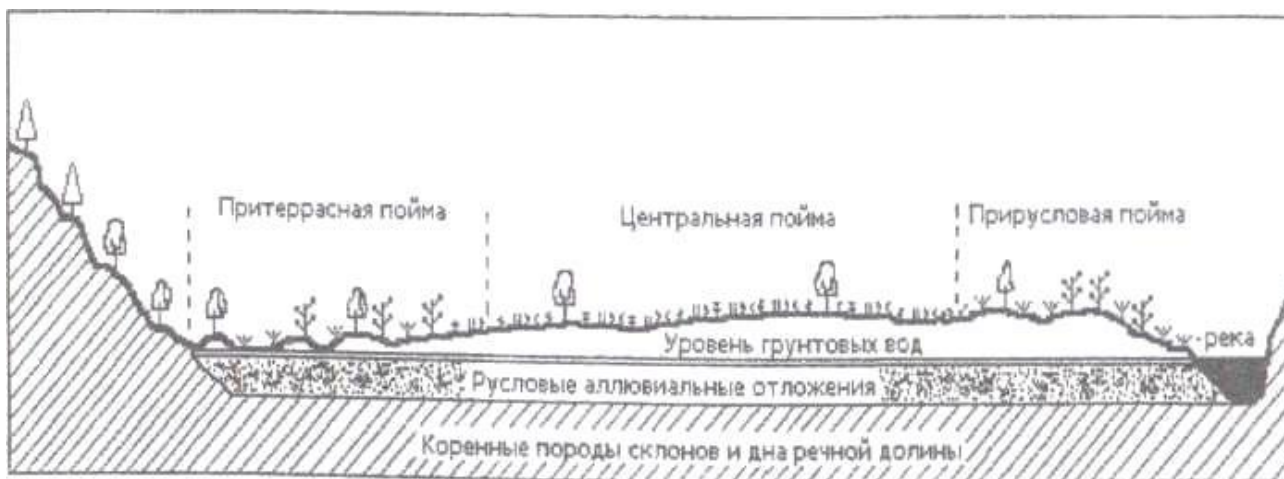 Притеррасная пойма
Центральная пойма
Прирусловая пойма
Уровень грунтовых вод
река
Русловые аллювиальные отложения
Коренные породы склонов и дна речной долины